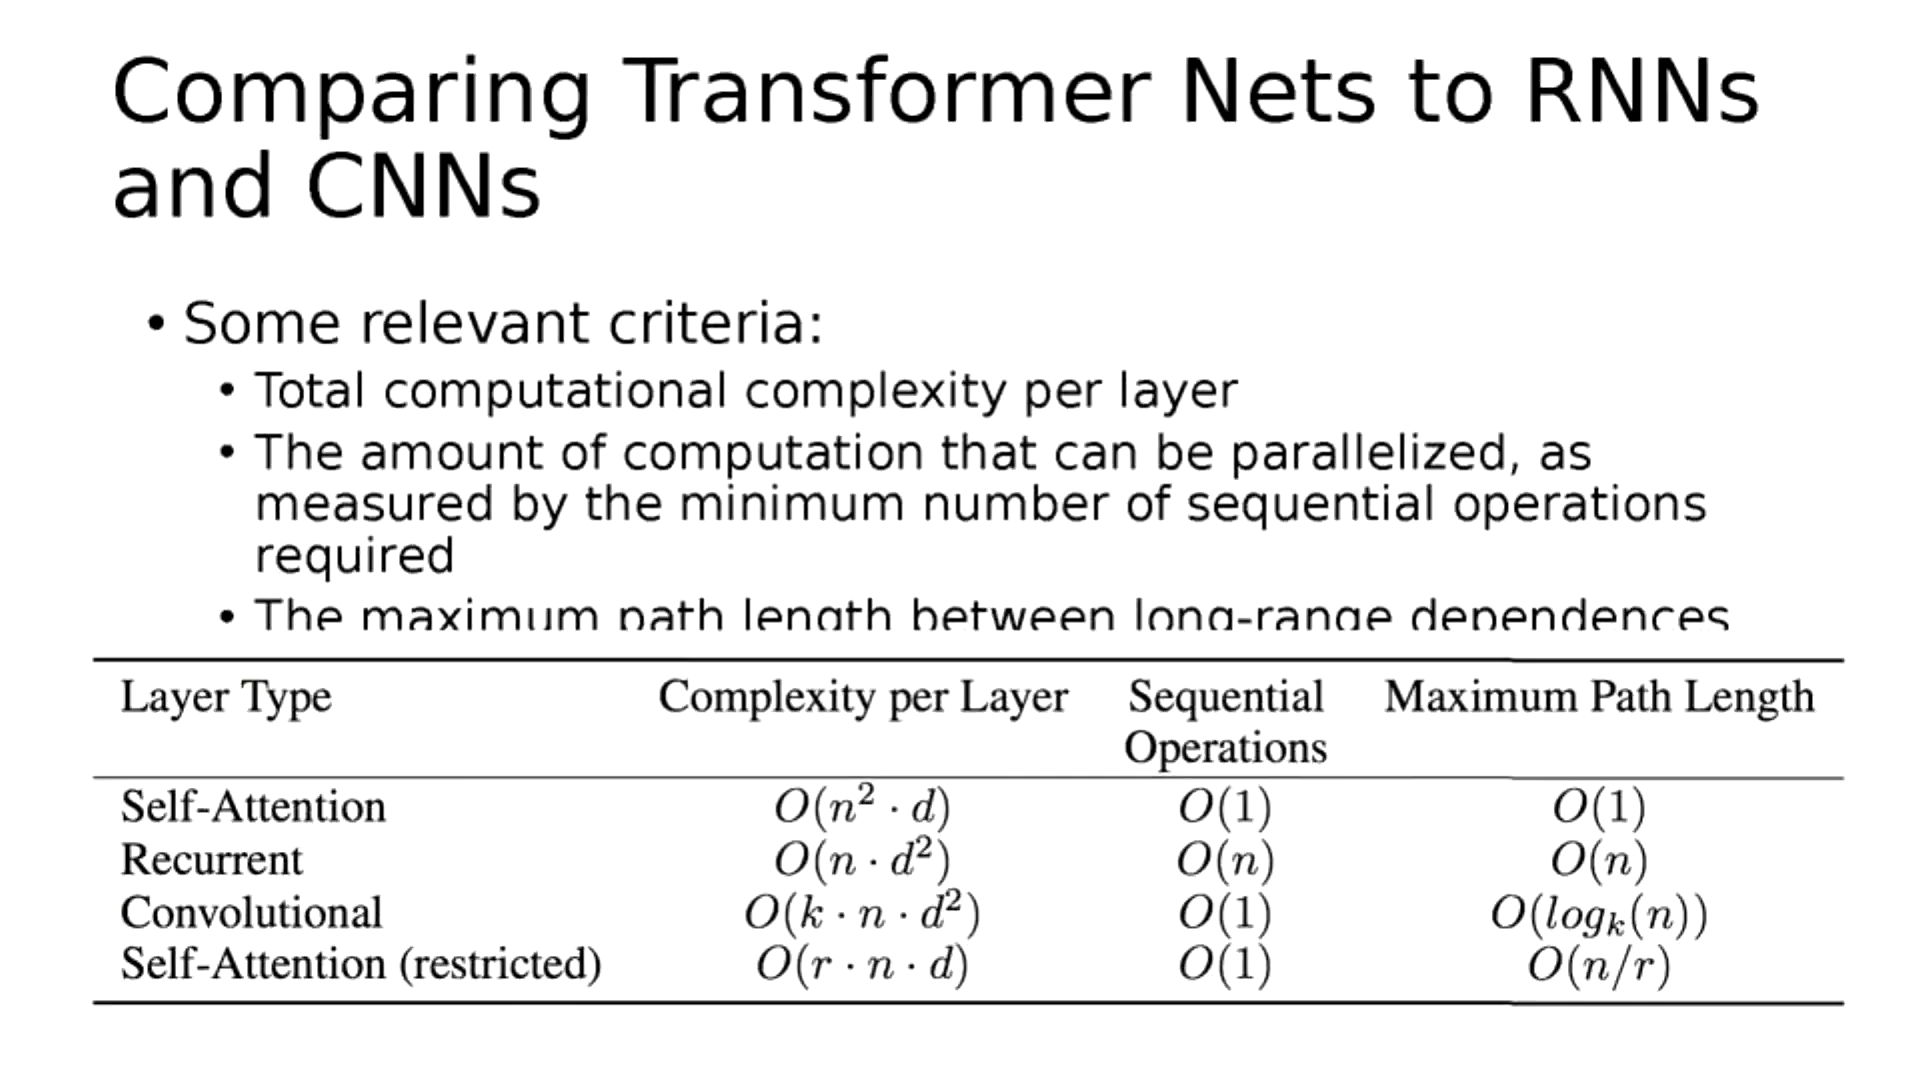 Comparing Transformer Nets to RNNs
and CNNs
• Some relevant criteria:
• Total computational complexity per layer
• The amount of computation that can be parallelized, as
measured by the minimum number of sequential operations
required
• The maximum path length between long-range dependences
Layer Type Complexity per Layer Sequential Maximum Path Length
Operations
Self-Attention O(n² · d) O(1) O(1)
Recurrent O(n · d²) O(n) O(n)
Convolutional O(k · n · d²) O(1) O(logₖ(n))
Self-Attention (restricted) O(r · n · d) O(1) O(n/r)